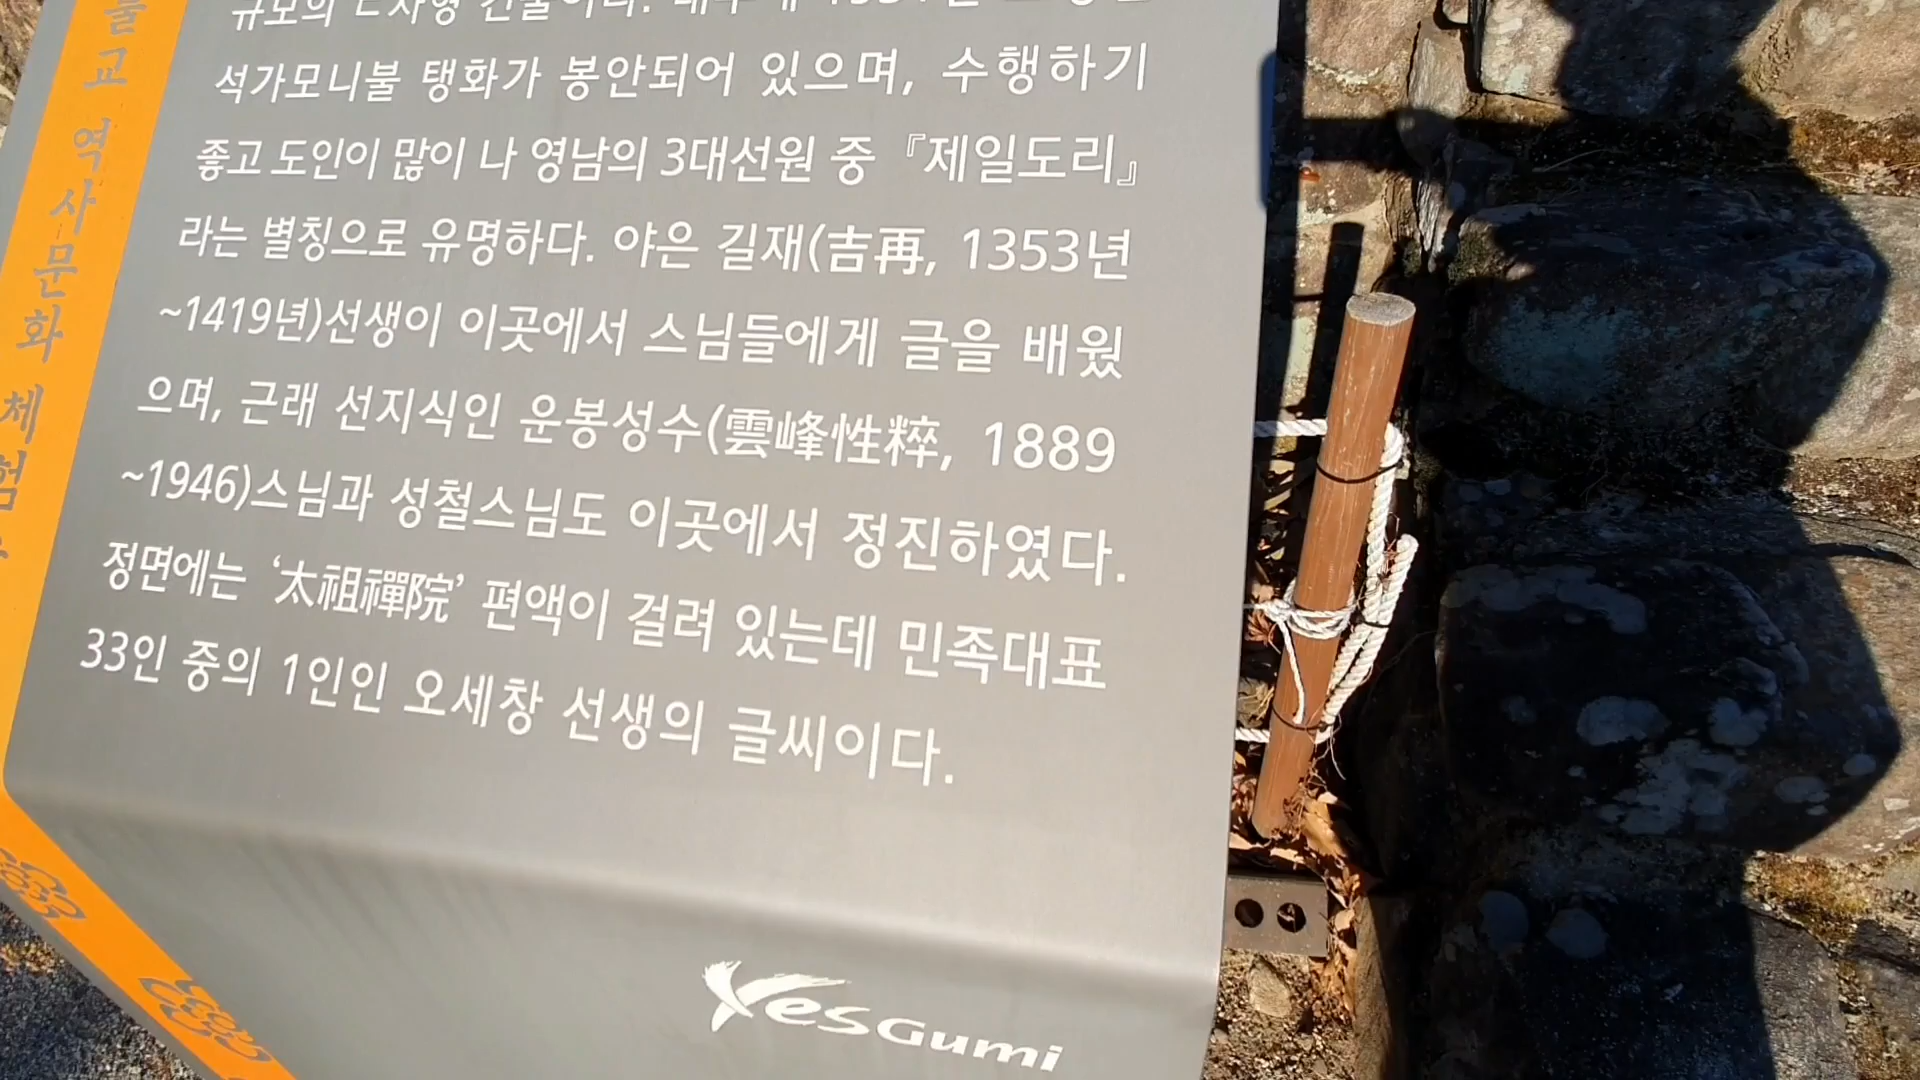 석가모니불 탱화가 봉안되어 있으며, 수행하기
좋고 도인이 많이 나 영남의 3대선원 중 『제일도리』
라는 별칭으로 유명하다. 야은 길재(吉再, 1353년
~1419년)선생이 이곳에서 스님들에게 글을 배웠
으며, 근래 선지식인 운봉성수(雲峰性粹, 1889
~1946)스님과 성철스님도 이곳에서 정진하였다.
정면에는 ‘太祖禪院’ 편액이 걸려 있는데 민족대표
33인 중의 1인인 오세창 선생의 글씨이다.
불교 역사문화 체험
Yesgumi